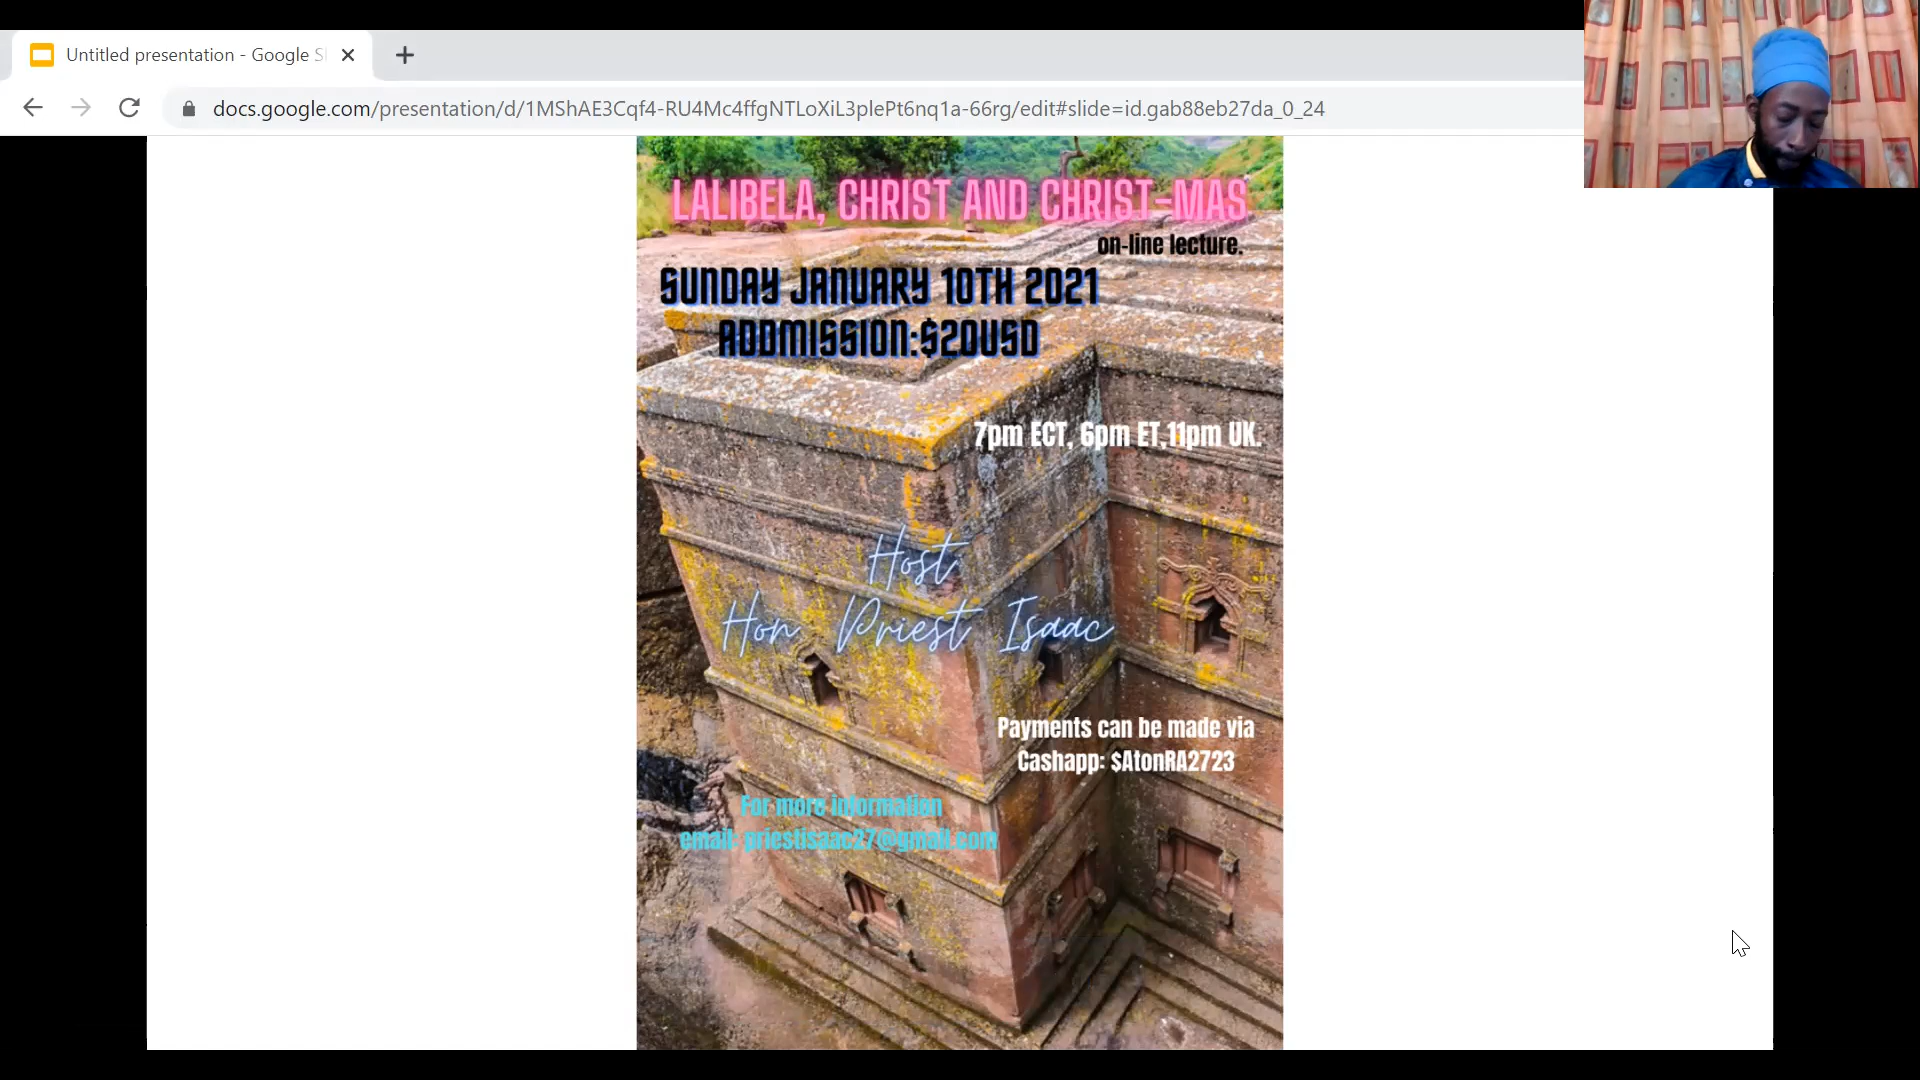 Untitled presentation - Google S
docs.google.com/presentation/d/1MShAE3Cqf4-RU4Mc4ffgNTLoXiL3plePt6nq1a-66rg/edit#slide=id.gab88eb27da_0_24
LALIBELA, CHRIST AND CHRIST-MAS
on-line lecture.
SUNDAY JANUARY 10TH 2021
ADDMISSION:$20USD
7pm ECT, 6pm ET,11pm UK.
Host
Hon Priest Isaac
Payments can be made via
Cashapp: $AtonRA2723
For more information
email: priestisaac27@gmail.com